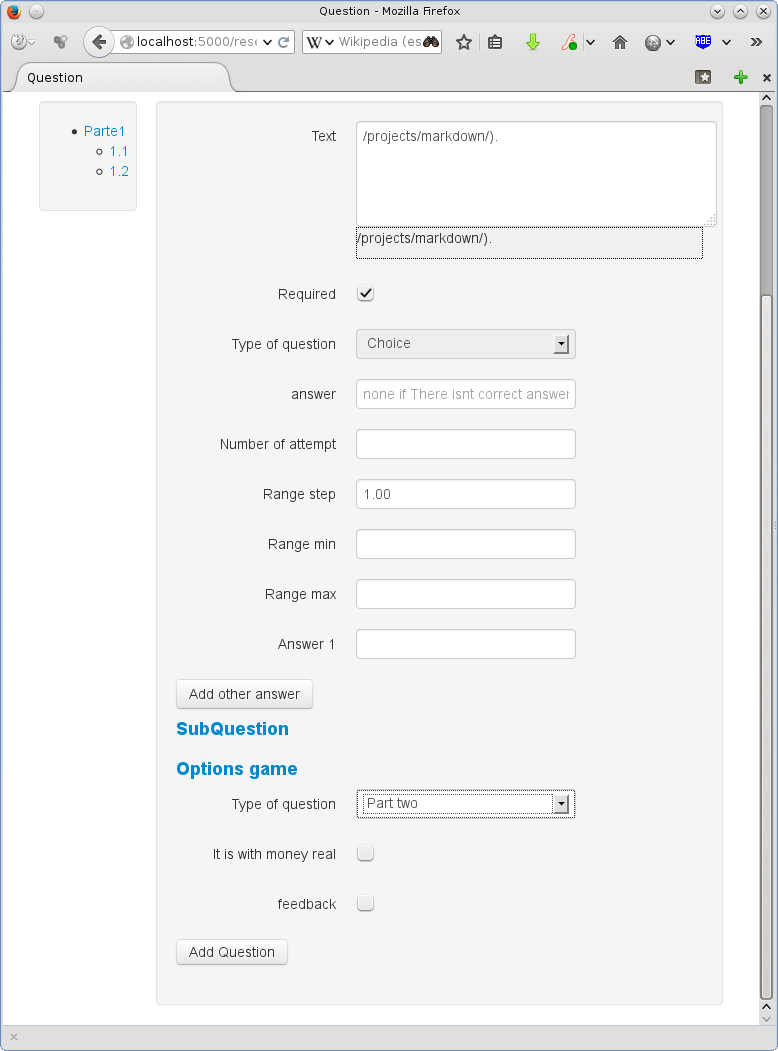 Question - Mozilla Firefox
localhost:5000/rese
W
Wikipedia (es
ABE
Question
Parte1
1.1
1.2
Text
/projects/markdown/).
/projects/markdown/).
Required
Type of question
Choice
answer
none if There isnt correct answer
Number of attempt
Range step
1.00
Range min
Range max
Answer 1
Add other answer
SubQuestion
Options game
Type of question
Part two
It is with money real
feedback
Add Question